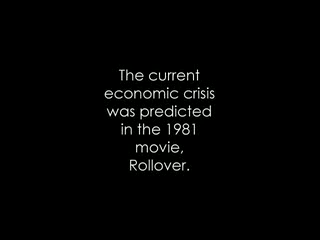 The current
economic crisis
was predicted
in the 1981
movie,
Rollover.